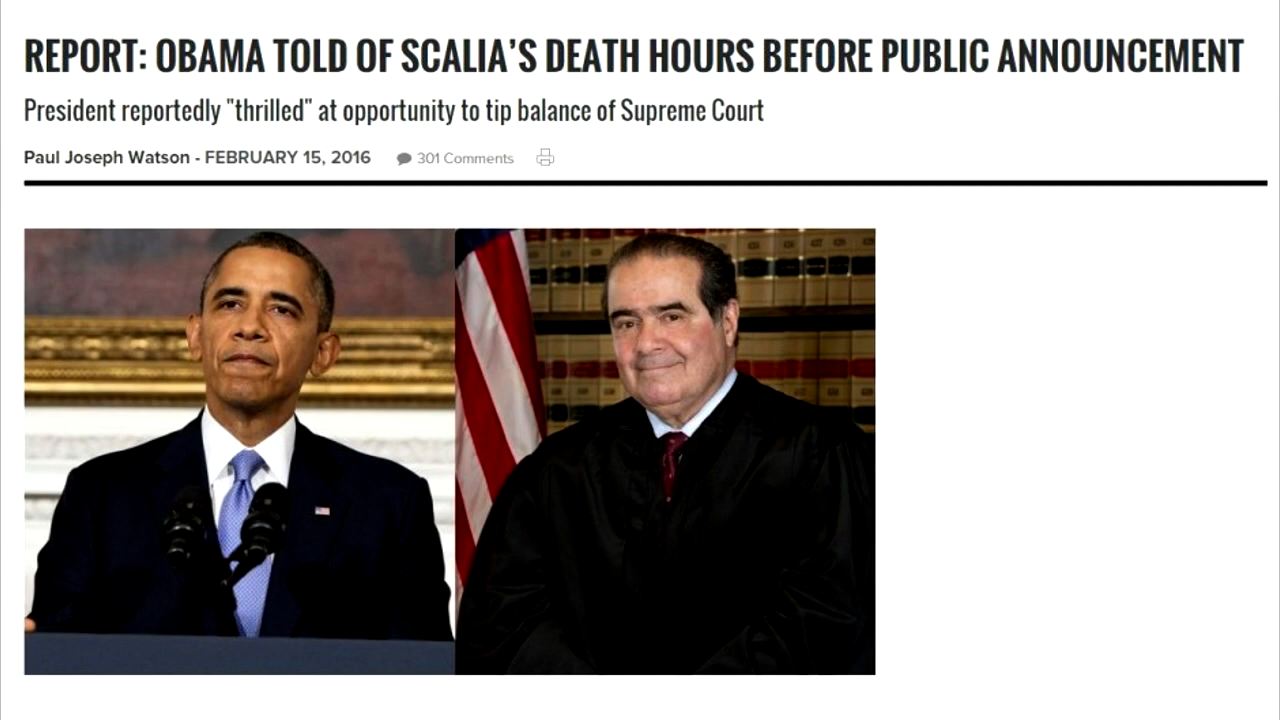 REPORT: OBAMA TOLD OF SCALIA’S DEATH HOURS BEFORE PUBLIC ANNOUNCEMENT
President reportedly "thrilled" at opportunity to tip balance of Supreme Court
Paul Joseph Watson - FEBRUARY 15, 2016 301 Comments